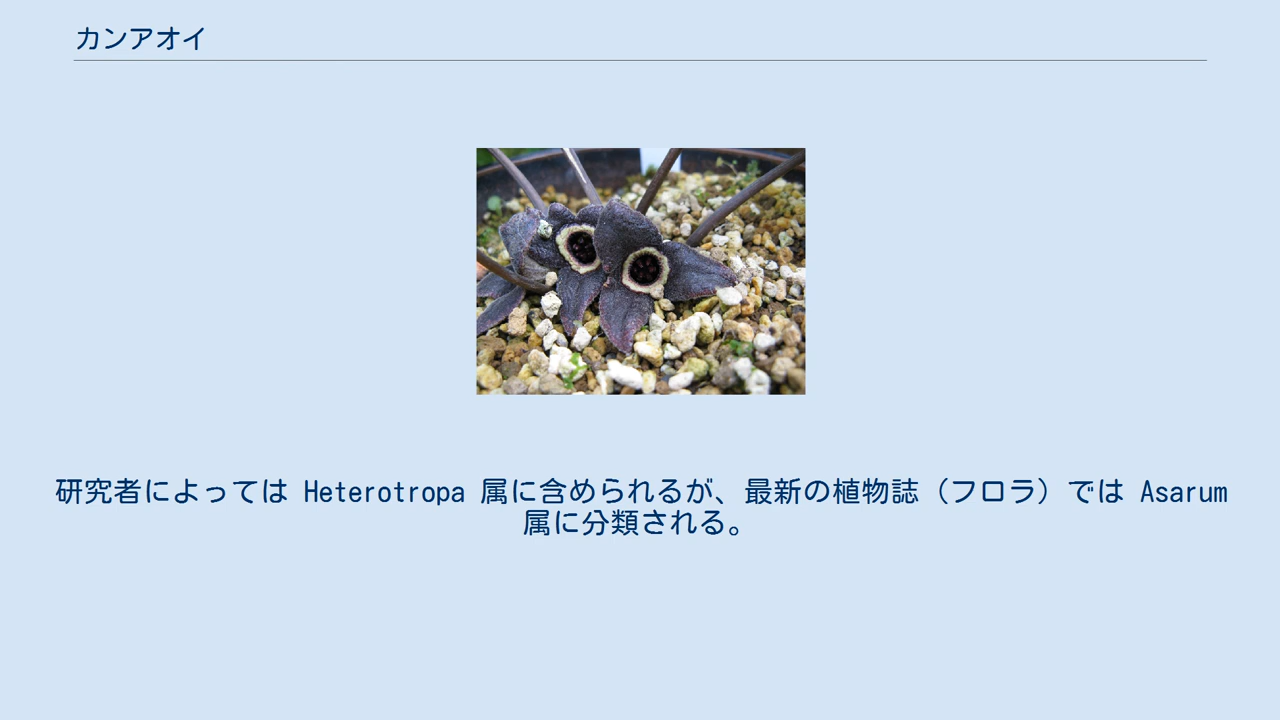 カンアオイ
研究者によっては Heterotropa 属に含められるが、最新の植物誌（フロラ）では Asarum
属に分類される。